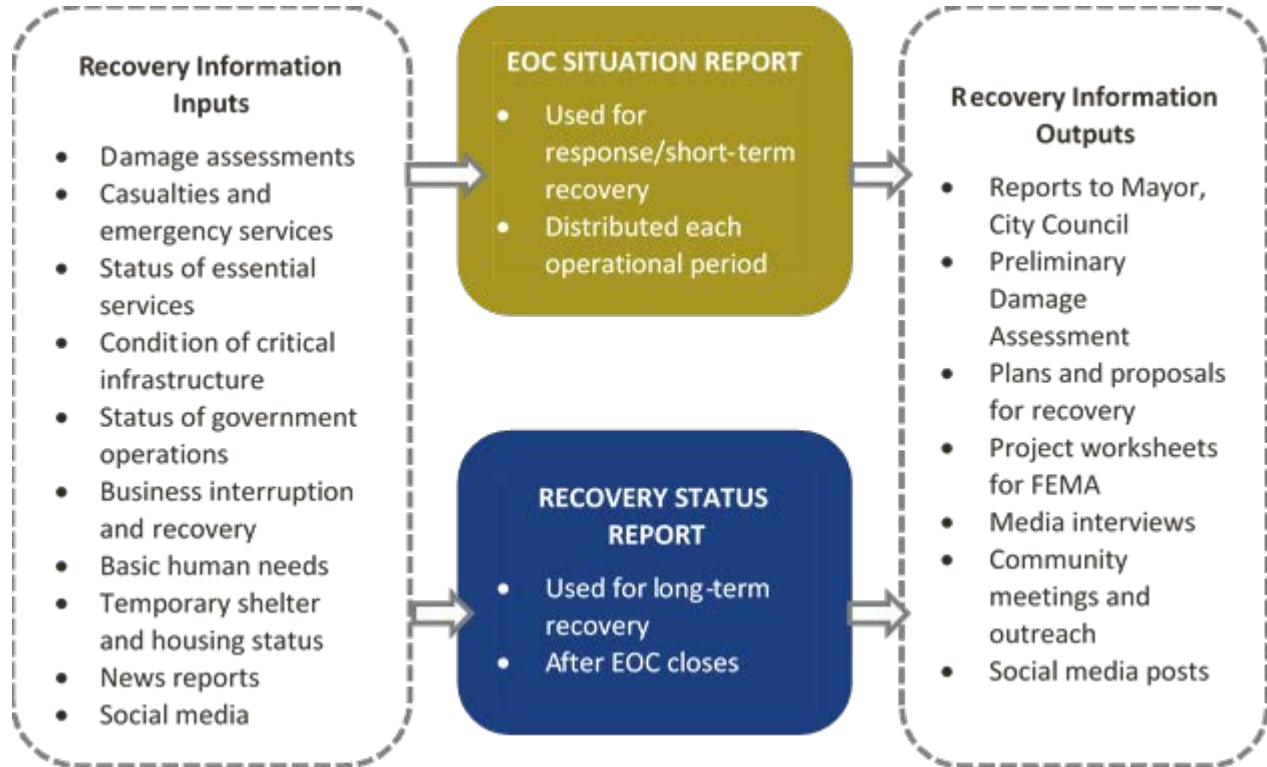 Recovery Information
Inputs
• Damage assessments
• Casualties and
emergency services
• Status of essential
services
• Condition of critical
infrastructure
• Status of government
operations
• Business interruption
and recovery
• Basic human needs
• Temporary shelter
and housing status
• News reports
• Social media
EOC SITUATION REPORT
• Used for
response/short-term
recovery
• Distributed each
operational period
RECOVERY STATUS
REPORT
• Used for long-term
recovery
• After EOC closes
Recovery Information
Outputs
• Reports to Mayor,
City Council
• Preliminary
Damage
Assessment
• Plans and proposals
for recovery
• Project worksheets
for FEMA
• Media interviews
• Community
meetings and
outreach
• Social media posts